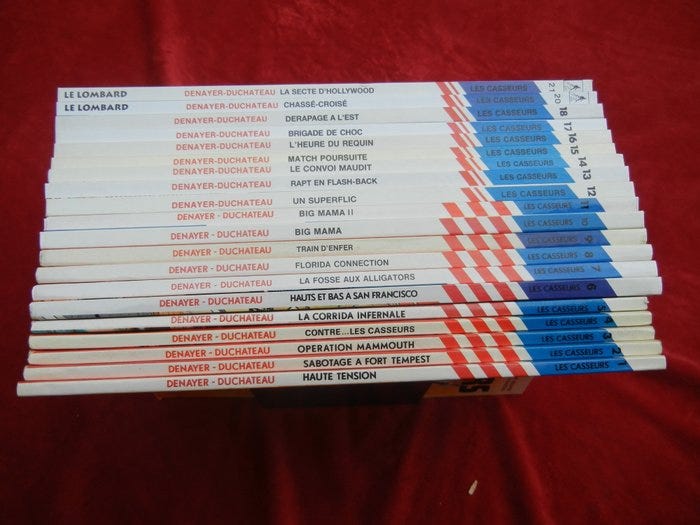 LE LOMBARD DENAYER-DUCHATEAU LA SECTE D'HOLLYWOOD LES CASSEURS 21
LE LOMBARD DENAYER-DUCHATEAU CHASSÉ-CROISÉ LES CASSEURS 20
DENAYER-DUCHATEAU DERAPAGE A L'EST LES CASSEURS 18
DENAYER-DUCHATEAU BRIGADE DE CHOC LES CASSEURS 17
DENAYER-DUCHATEAU L'HEURE DU REQUIN LES CASSEURS 16
DENAYER-DUCHATEAU MATCH POURSUITE LES CASSEURS 15
DENAYER-DUCHATEAU LE CONVOI MAUDIT LES CASSEURS 14
DENAYER-DUCHATEAU RAPT EN FLASH-BACK LES CASSEURS 13
DENAYER-DUCHATEAU UN SUPERFLIC LES CASSEURS 12
DENAYER-DUCHATEAU BIG MAMA II LES CASSEURS 11
DENAYER - DUCHATEAU BIG MAMA LES CASSEURS 10
DENAYER - DUCHATEAU TRAIN D'ENFER LES CASSEURS 9
DENAYER - DUCHATEAU FLORIDA CONNECTION LES CASSEURS 8
DENAYER - DUCHATEAU LA FOSSE AUX ALLIGATORS LES CASSEURS 7
DENAYER - DUCHATEAU HAUTS ET BAS A SAN FRANCISCO LES CASSEURS 6
DENAYER - DUCHATEAU LA CORRIDA INFERNALE LES CASSEURS 5
DENAYER - DUCHATEAU CONTRE...LES CASSEURS LES CASSEURS 4
DENAYER - DUCHATEAU OPERATION MAMMOUTH LES CASSEURS 3
DENAYER - DUCHATEAU SABOTAGE A FORT TEMPEST LES CASSEURS 2
DENAYER - DUCHATEAU HAUTE TENSION LES CASSEURS 1